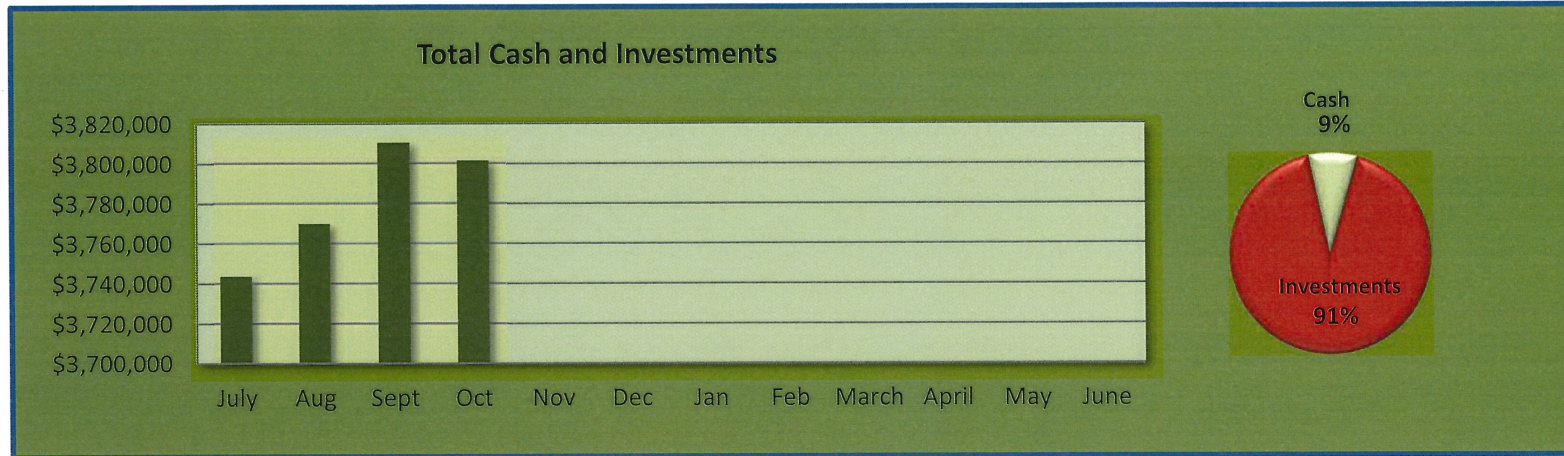 Total Cash and Investments
$3,820,000
$3,800,000
$3,780,000
$3,760,000
$3,740,000
$3,720,000
$3,700,000
July Aug Sept Oct Nov Dec Jan Feb March April May June
Cash
9%
Investments
91%